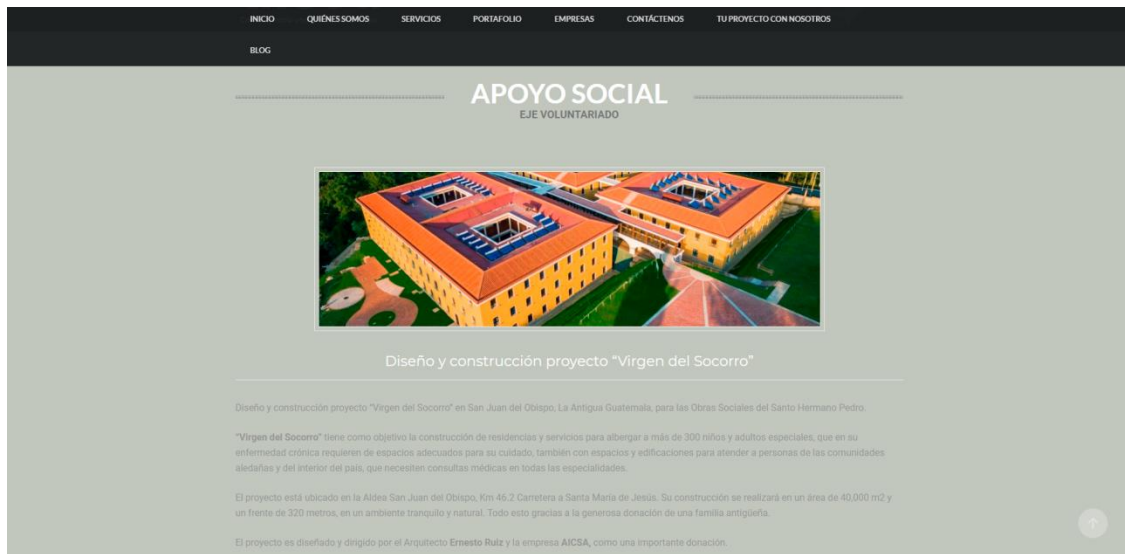 INICIO QUIÉNES SOMOS SERVICIOS PORTAFOLIO EMPRESAS CONTÁCTENOS TU PROYECTO CON NOSOTROS
BLOG
APOYO SOCIAL
EJE VOLUNTARIADO
Diseño y construcción proyecto “Virgen del Socorro”
Diseño y construcción proyecto “Virgen del Socorro” en San Juan del Obispo, La Antigua Guatemala, para las Obras Sociales del Santo Hermano Pedro.
“Virgen del Socorro” tiene como objetivo la construcción de residencias y servicios para albergar a más de 300 niños y adultos especiales, que en su
enfermedad crónica requieren de espacios adecuados para su cuidado, también con espacios y edificaciones para atender a personas de las comunidades
aledañas y del interior del país, que necesiten consultas médicas en todas las especialidades.
El proyecto está ubicado en la Aldea San Juan del Obispo, Km 46.2 Carretera a Santa María de Jesús. Su construcción se realizará en un área de 40,000 m2 y
un frente de 320 metros, en un ambiente tranquilo y natural. Todo esto gracias a la generosa donación de una familia antigüeña.
El proyecto es diseñado y dirigido por el Arquitecto Ernesto Ruiz y la empresa AICSA, como una importante donación.